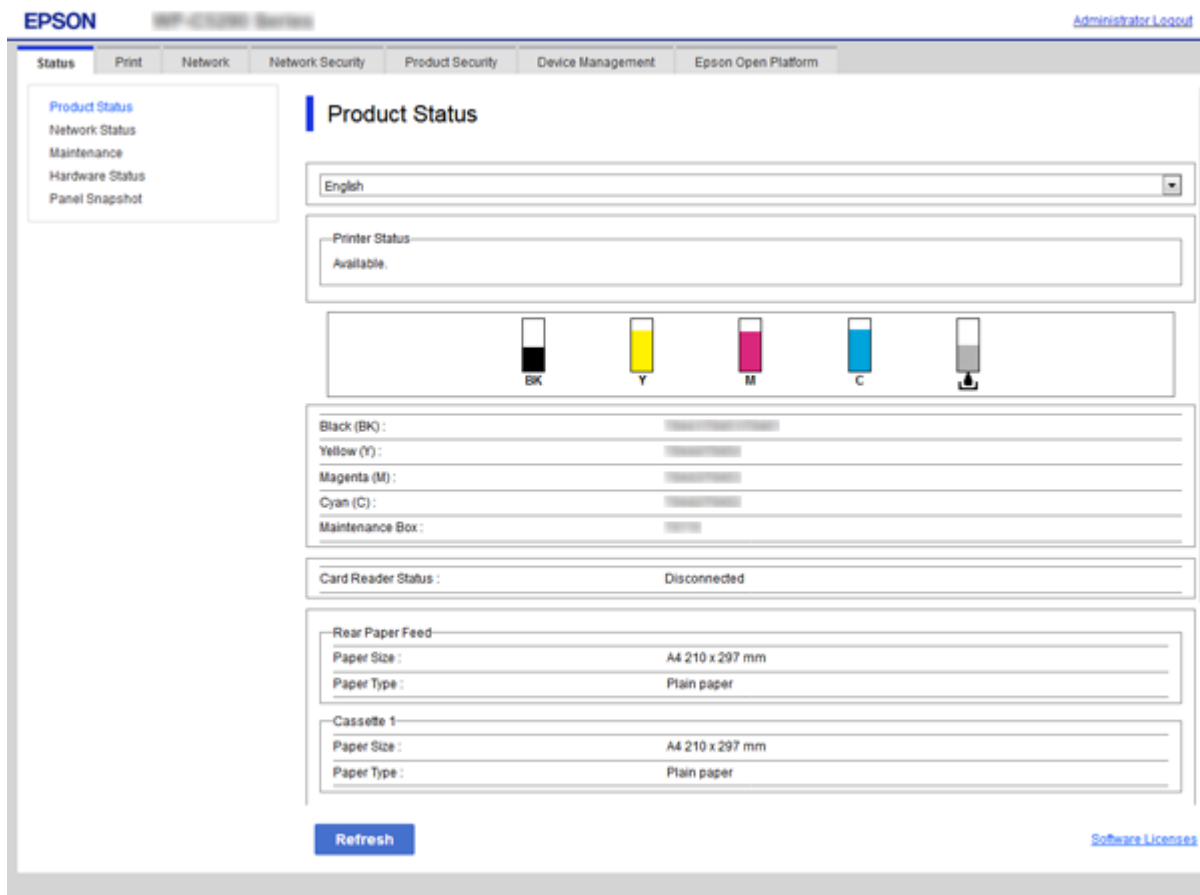 EPSON
Administrator Logout
Status Print Network Network Security Product Security Device Management Epson Open Platform
Product Status
Network Status
Maintenance
Hardware Status
Panel Snapshot
Product Status
English
Printer Status
Available.
BK Y M C
Black (BK) :
Yellow (Y) :
Magenta (M) :
Cyan (C) :
Maintenance Box :
Card Reader Status : Disconnected
Rear Paper Feed
Paper Size : A4 210 x 297 mm
Paper Type : Plain paper
Cassette 1
Paper Size : A4 210 x 297 mm
Paper Type : Plain paper
Refresh
Software Licenses